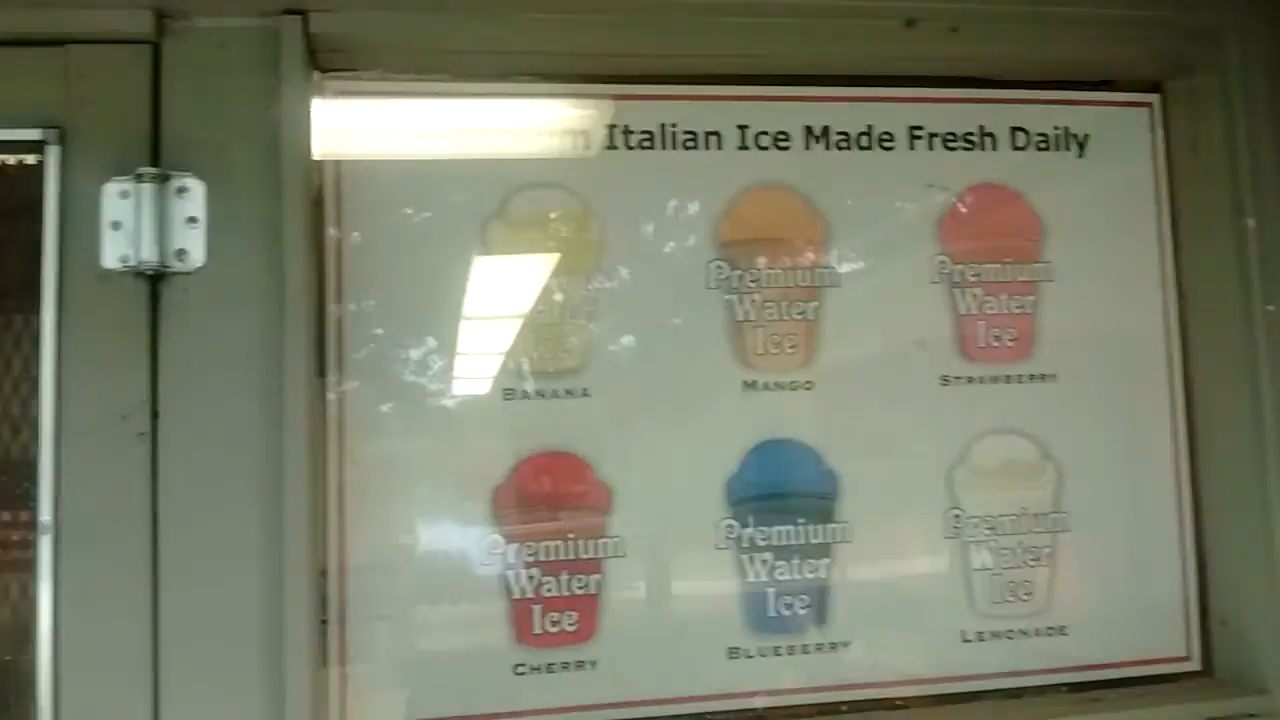 Italian Ice Made Fresh Daily
Premium
Water
Ice
MANGO
Premium
Water
Ice
STRAWBERRY
BANANA
Premium
Water
Ice
CHERRY
Premium
Water
Ice
BLUEBERRY
Premium
Water
Ice
LEMONADE